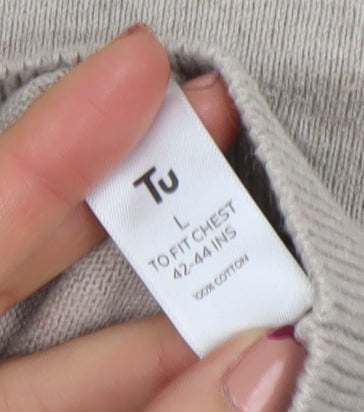 Tu
L
TO FIT CHEST
42-44 INS
100% COTTON